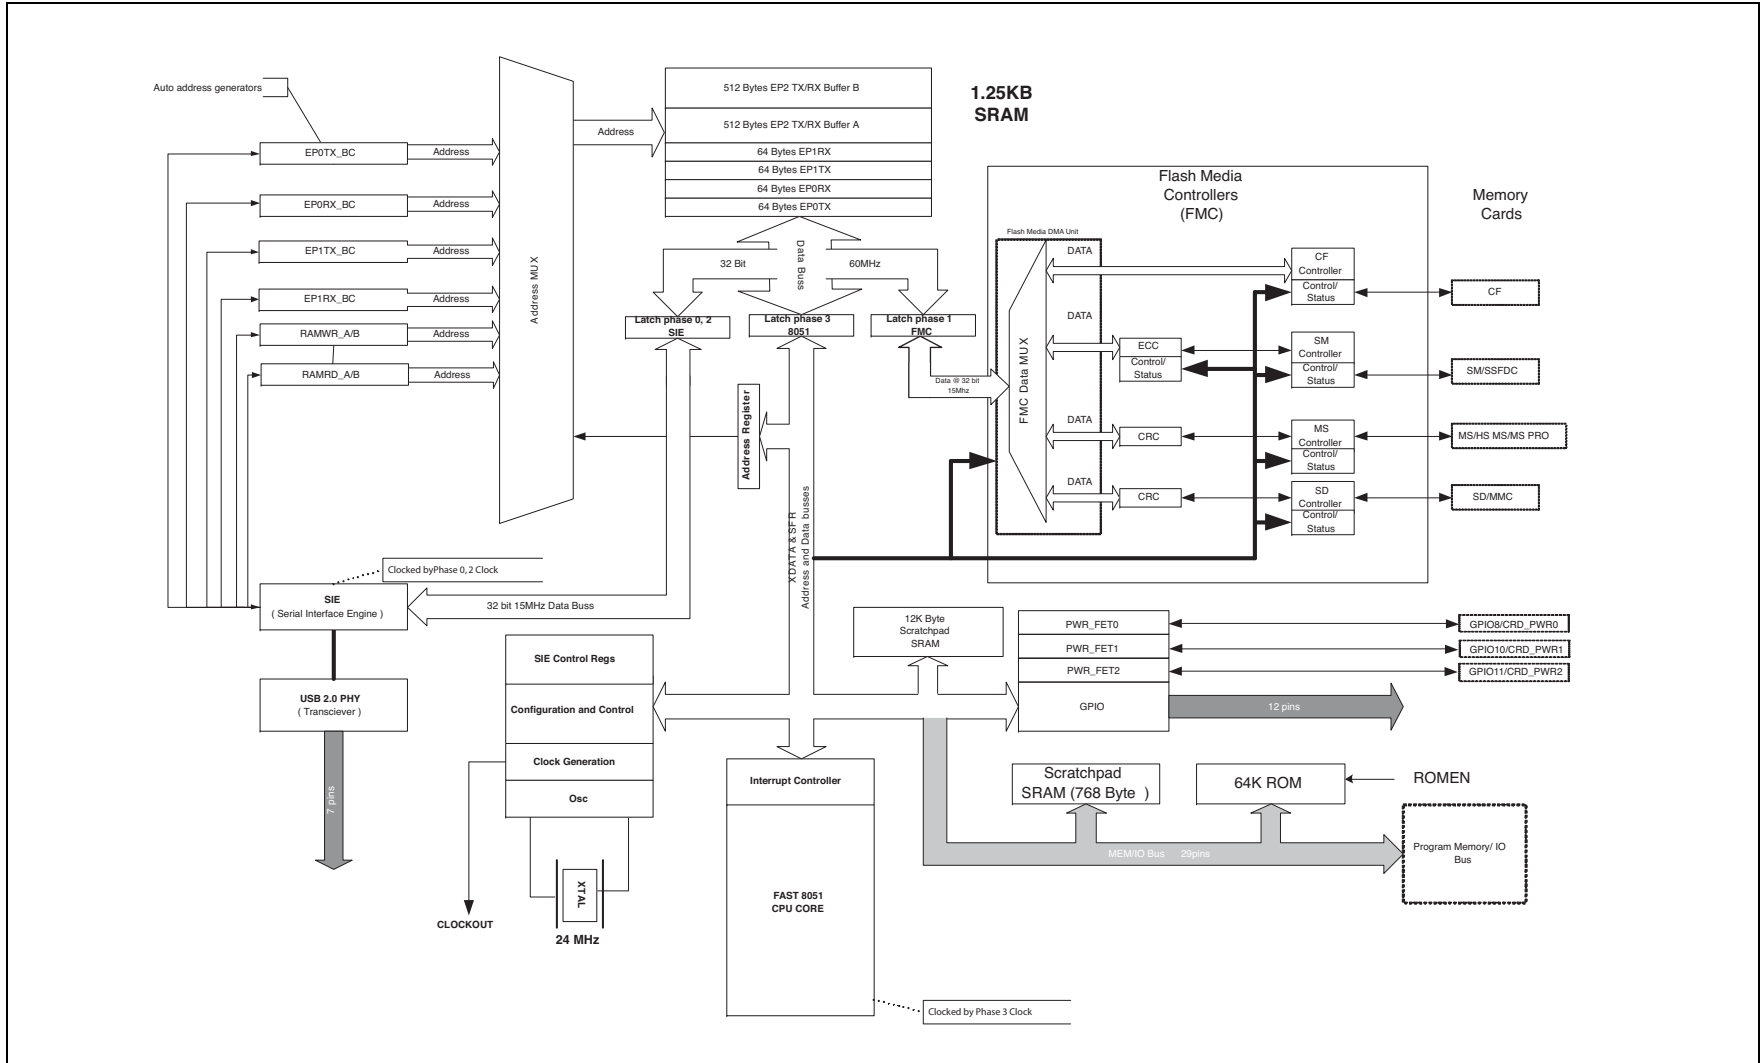 Auto address generators
EP0TX_BC
EP0RX_BC
EP1TX_BC
EP1RX_BC
RAMWR_A/B
RAMRD_A/B
Address
Address
Address
Address
Address
Address
Address MUX
Address
512 Bytes EP2 TX/RX Buffer B
512 Bytes EP2 TX/RX Buffer A
64 Bytes EP1RX
64 Bytes EP1TX
64 Bytes EP0RX
64 Bytes EP0TX
1.25KB
SRAM
32 Bit
Data Buss
60MHz
Latch phase 0, 2
SIE
Latch phase 3
8051
Latch phase 1
FMC
Address Register
Data @ 32 bit
15Mhz
Flash Media
Controllers
(FMC)
Flash Media DMA Unit
FMC Data MUX
DATA
DATA
DATA
DATA
CF
Controller
Control/
Status
ECC
Control/
Status
SM
Controller
Control/
Status
CRC
MS
Controller
Control/
Status
CRC
SD
Controller
Control/
Status
Memory
Cards
CF
SM/SSFDC
MS/HS MS/MS PRO
SD/MMC
XDATA & SFR
Address and Data busses
Clocked byPhase 0, 2 Clock
SIE
( Serial Interface Engine )
32 bit 15MHz Data Buss
USB 2.0 PHY
( Transciever )
7 pins
SIE Control Regs
Configuration and Control
Clock Generation
Osc
XTAL
24 MHz
CLOCKOUT
12K Byte
Scratchpad
SRAM
PWR_FET0
PWR_FET1
PWR_FET2
GPIO
GPIO8/CRD_PWR0
GPIO10/CRD_PWR1
GPIO11/CRD_PWR2
12 pins
Interrupt Controller
FAST 8051
CPU CORE
Clocked by Phase 3 Clock
Scratchpad
SRAM (768 Byte )
64K ROM
ROMEN
MEM/IO Bus 29pins
Program Memory/ IO
Bus